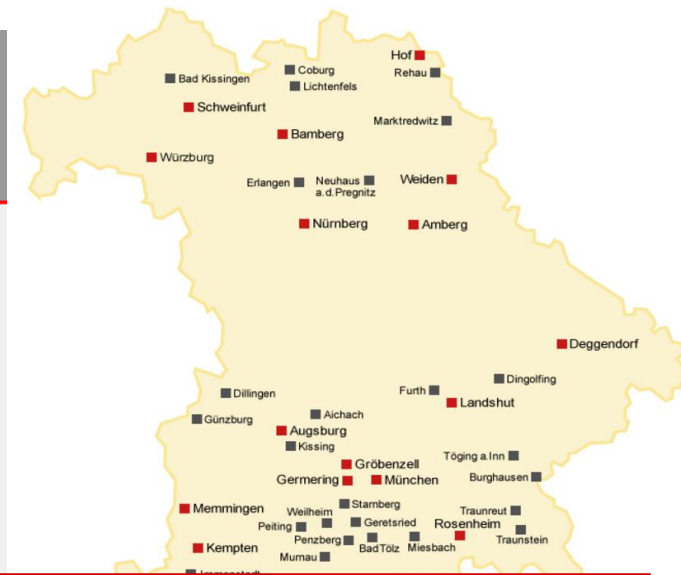 Hof
Rehau
Coburg
Bad Kissingen
Lichtenfels
Schweinfurt
Marktredwitz
Bamberg
Würzburg
Erlangen
Neuhaus
a.d.Pregnitz
Weiden
Nürnberg
Amberg
Deggendorf
Dingolfing
Dillingen
Furth
Landshut
Günzburg
Aichach
Augsburg
Kissing
Töging a.Inn
Gröbenzell
Burghausen
Germering
München
Memmingen
Starnberg
Weilheim
Traunreut
Peiting
Geretsried
Rosenheim
Penzberg
Bad Tölz
Miesbach
Traunstein
Kempten
Murnau